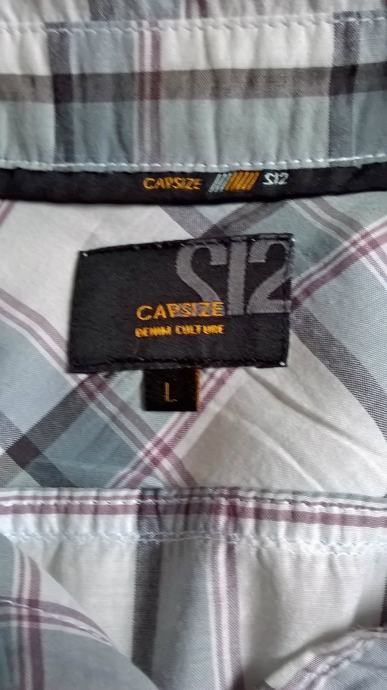 CAPSIZE S12
S12
CAPSIZE
DENIM CULTURE
L